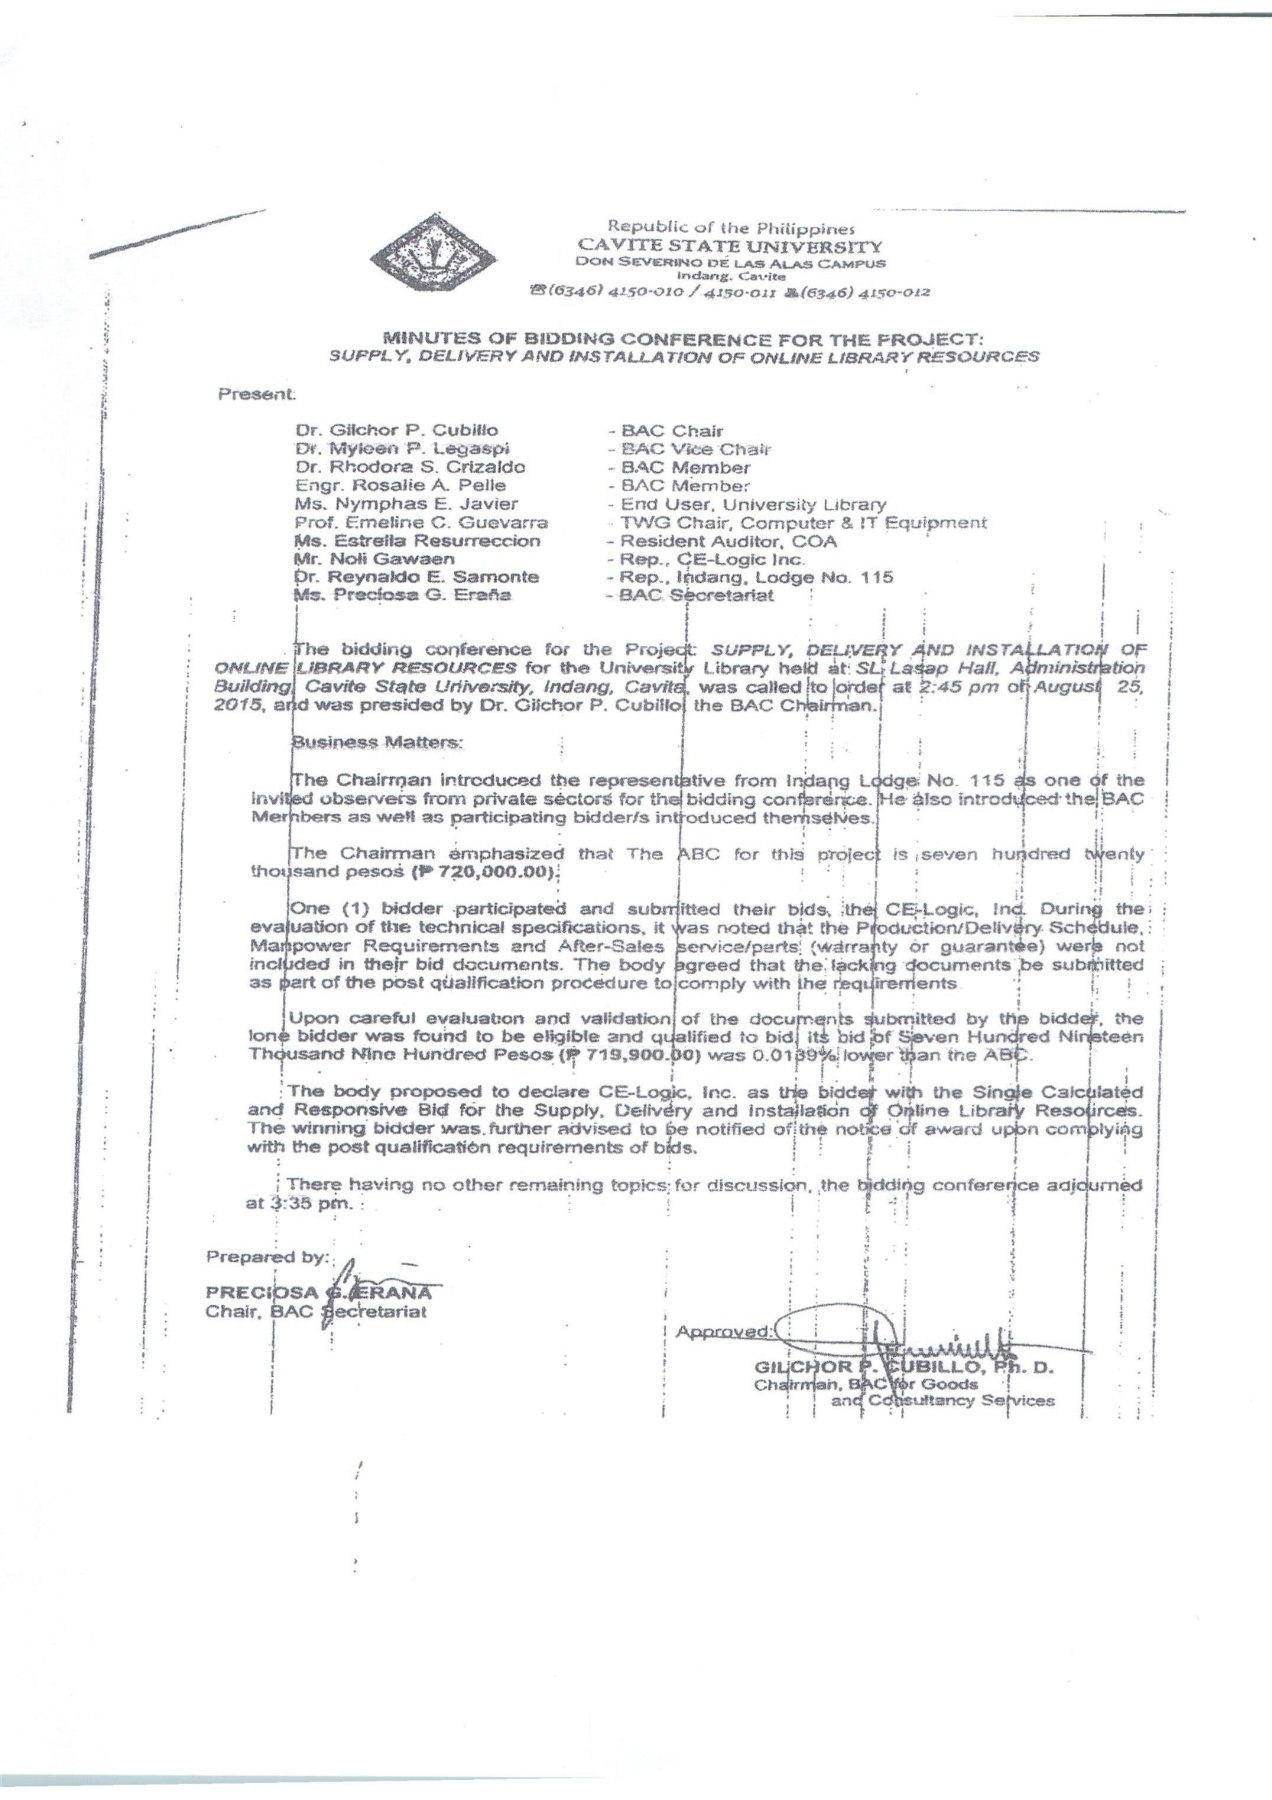 Republic of the Philippines
CAVITE STATE UNIVERSITY
DON SEVERINO DE LAS ALAS CAMPUS
Indang, Cavite
☎(6346) 4150-010 / 4150-011 (6346) 4150-012
MINUTES OF BIDDING CONFERENCE FOR THE PROJECT:
SUPPLY, DELIVERY AND INSTALLATION OF ONLINE LIBRARY RESOURCES
Present:
Dr. Gilchor P. Cubillo - BAC Chair
Dr. Myleen P. Legaspi - BAC Vice Chair
Dr. Rhodora S. Crizaldo - BAC Member
Engr. Rosalie A. Pelle - BAC Member
Ms. Nymphas E. Javier - End User, University Library
Prof. Emeline C. Guevarra - TWG Chair, Computer & IT Equipment
Ms. Estrella Resurreccion - Resident Auditor, COA
Mr. Noli Gawaen - Rep., CE-Logic Inc.
Dr. Reynaldo E. Samonte - Rep., Indang, Lodge No. 115
Ms. Preciosa G. Eraña - BAC Secretariat
The bidding conference for the Project: SUPPLY, DELIVERY AND INSTALLATION OF
ONLINE LIBRARY RESOURCES for the University Library held at SL Lasap Hall, Administration
Building, Cavite State University, Indang, Cavite, was called to order at 2:45 pm of August 25,
2015, and was presided by Dr. Gilchor P. Cubillo the BAC Chairman.
Business Matters:
The Chairman introduced the representative from Indang Lodge No. 115 as one of the
invited observers from private sectors for the bidding conference. He also introduced the BAC
Members as well as participating bidder/s introduced themselves.
The Chairman emphasized that The ABC for this project is seven hundred twenty
thousand pesos (₱ 720,000.00).
One (1) bidder participated and submitted their bids, the CE-Logic, Inc. During the
evaluation of the technical specifications, it was noted that the Production/Delivery Schedule,
Manpower Requirements and After-Sales service/parts (warranty or guarantee) were not
included in their bid documents. The body agreed that the lacking documents be submitted
as part of the post qualification procedure to comply with the requirements
Upon careful evaluation and validation of the documents submitted by the bidder, the
lone bidder was found to be eligible and qualified to bid, its bid of Seven Hundred Nineteen
Thousand Nine Hundred Pesos (₱ 719,900.00) was 0.0139% lower than the ABC.
The body proposed to declare CE-Logic, Inc. as the bidder with the Single Calculated
and Responsive Bid for the Supply, Delivery and Installation of Online Library Resources.
The winning bidder was further advised to be notified of the notice of award upon complying
with the post qualification requirements of bids.
There having no other remaining topics for discussion, the bidding conference adjourned
at 3:35 pm.
Prepared by:
PRECIOSA G. ERAÑA
Chair, BAC Secretariat
Approved:
GILCHOR P. CUBILLO, Ph. D.
Chairman, BAC for Goods
and Consultancy Services